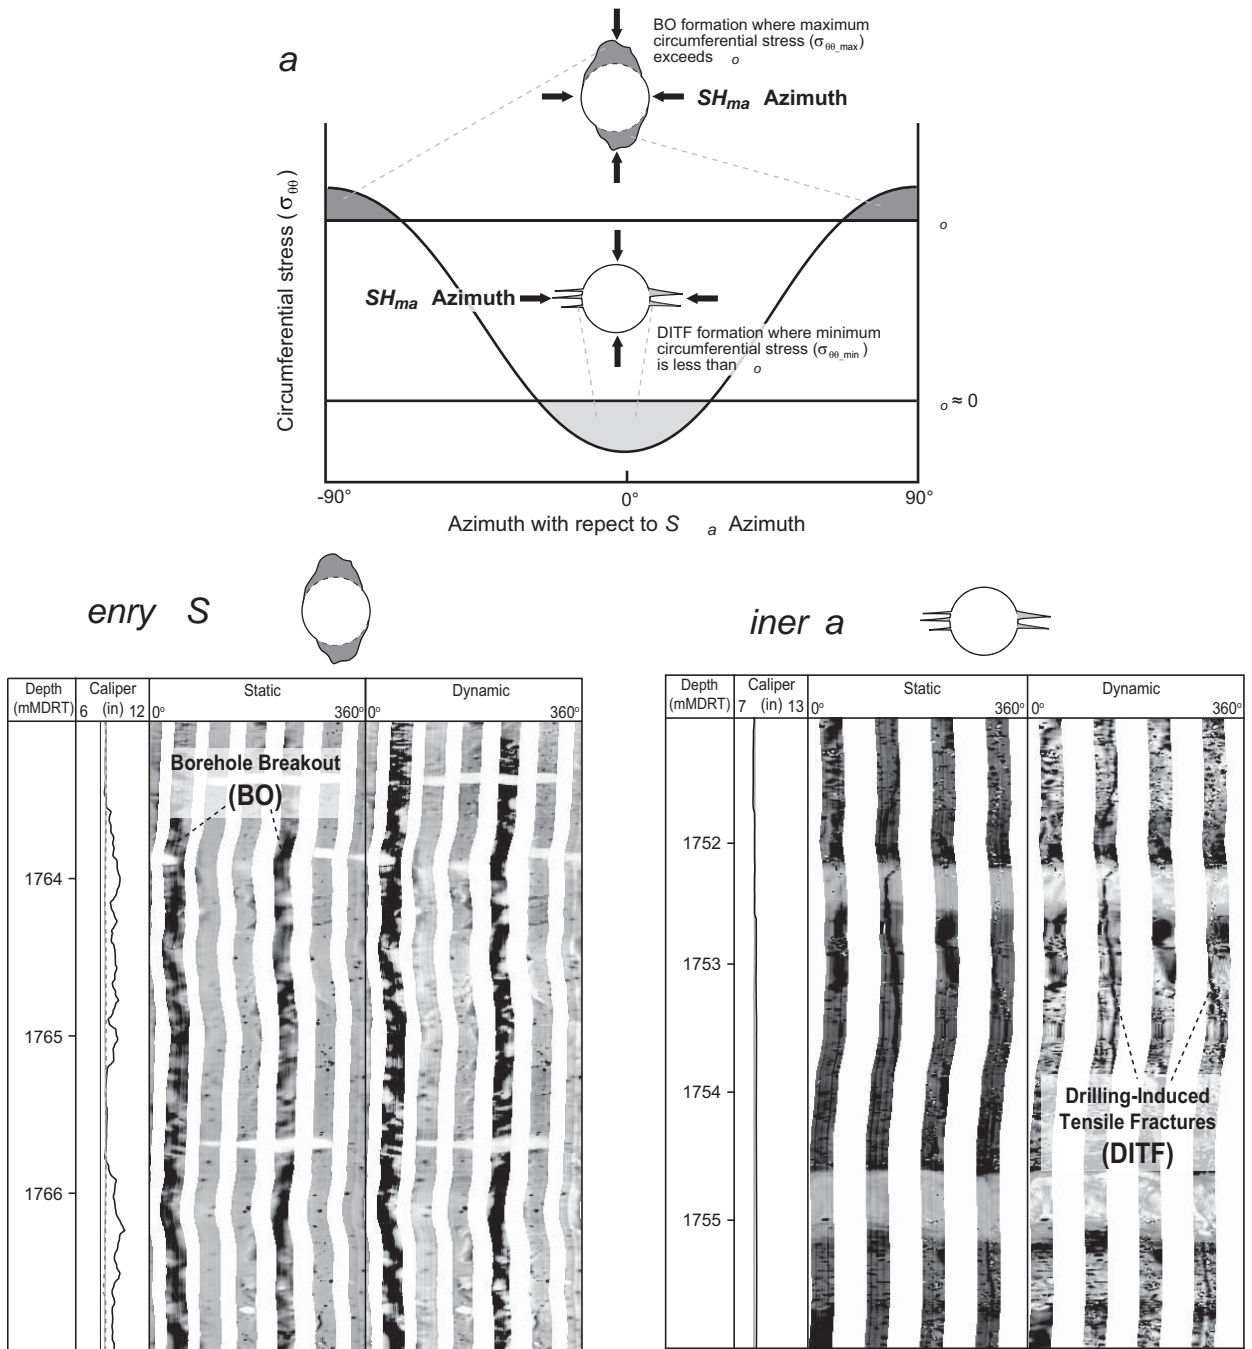 a
BO formation where maximum
circumferential stress (σθθ_max)
exceeds o
SHma Azimuth
Circumferential stress (σθθ)
o
SHma Azimuth
DITF formation where minimum
circumferential stress (σθθ_min)
is less than o
o ≈ 0
-90° 0° 90°
Azimuth with repect to S a Azimuth
enry S
iner a
Depth
(mMDRT)
Caliper
6 (in) 12
Static
0° 360°
Dynamic
0° 360°
Borehole Breakout
(BO)
1764
1765
1766
Depth
(mMDRT)
Caliper
7 (in) 13
Static
0° 360°
Dynamic
0° 360°
1752
1753
1754
1755
Drilling-Induced
Tensile Fractures
(DITF)